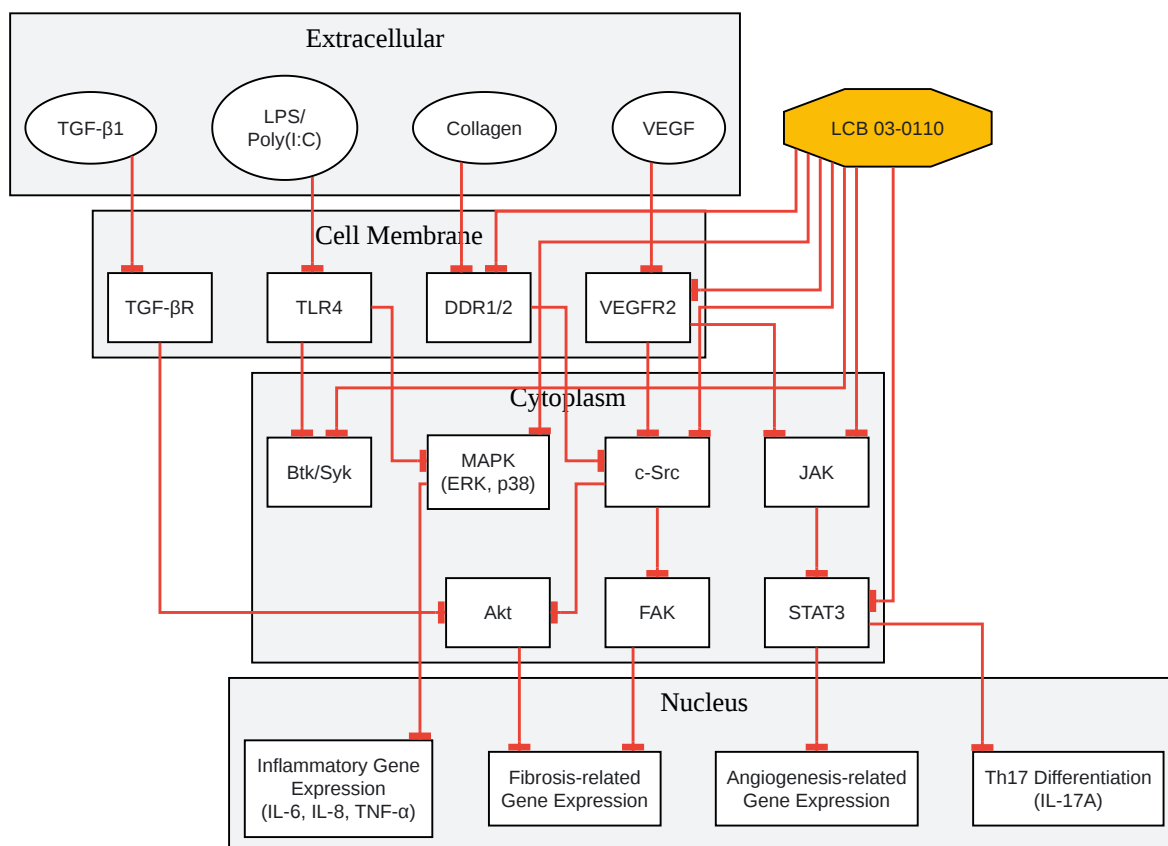 Extracellular
TGF-β1
LPS/
Poly(I:C)
Collagen
VEGF
LCB 03-0110
Cell Membrane
TGF-βR
TLR4
DDR1/2
VEGFR2
Cytoplasm
Btk/Syk
MAPK
(ERK, p38)
c-Src
JAK
Akt
FAK
STAT3
Nucleus
Inflammatory Gene
Expression
(IL-6, IL-8, TNF-α)
Fibrosis-related
Gene Expression
Angiogenesis-related
Gene Expression
Th17 Differentiation
(IL-17A)